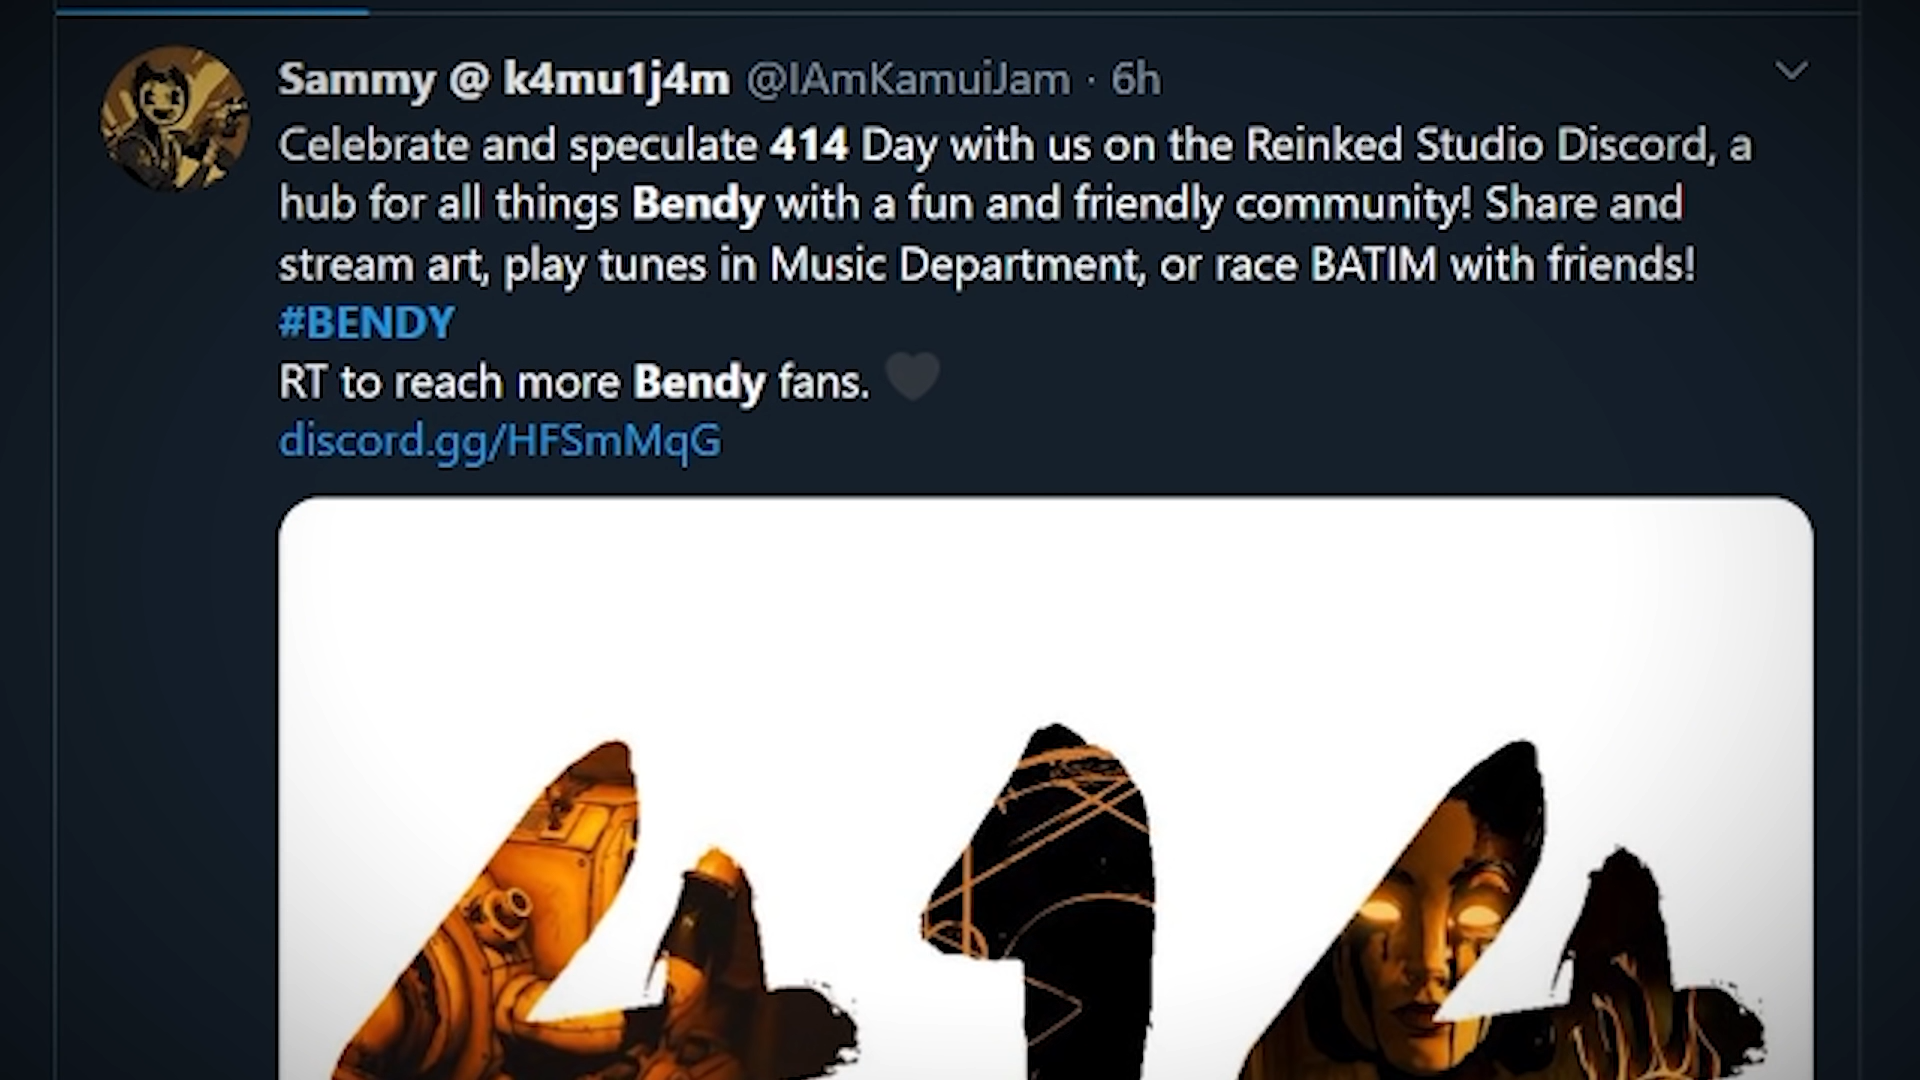 Sammy @ k4mu1j4m @IAmKamuiJam · 6h
Celebrate and speculate 414 Day with us on the Reinked Studio Discord, a
hub for all things Bendy with a fun and friendly community! Share and
stream art, play tunes in Music Department, or race BATIM with friends!
#BENDY
RT to reach more Bendy fans. 🖤
discord.gg/HFSmMqG
414